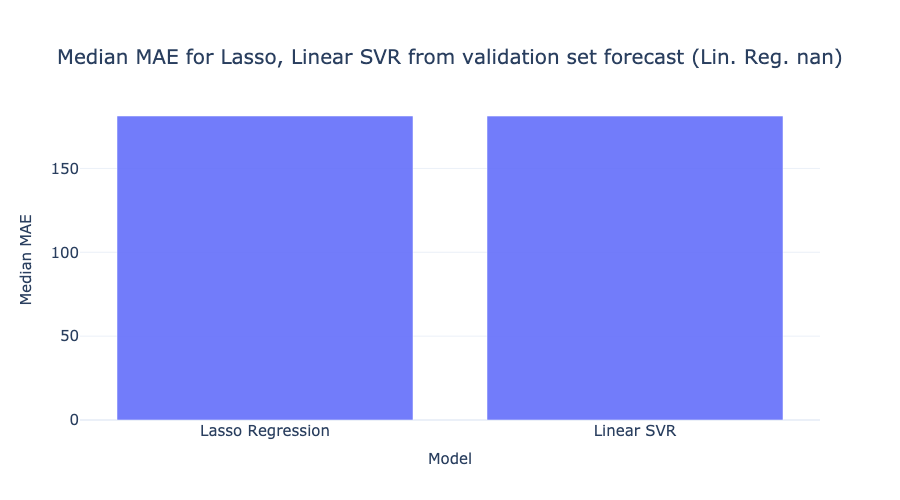 Median MAE for Lasso, Linear SVR from validation set forecast (Lin. Reg. nan)
150
100
50
0
Median MAE
Lasso Regression
Linear SVR
Model